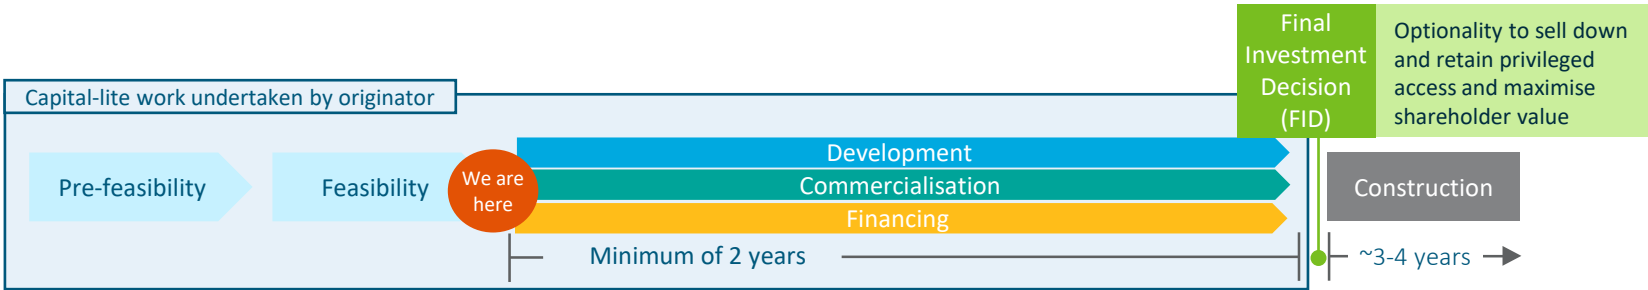 Capital-lite work undertaken by originator
Pre-feasibility
Feasibility
We are
here
Development
Commercialisation
Financing
Minimum of 2 years
Final
Investment
Decision
(FID)
Optionality to sell down
and retain privileged
access and maximise
shareholder value
Construction
~3-4 years